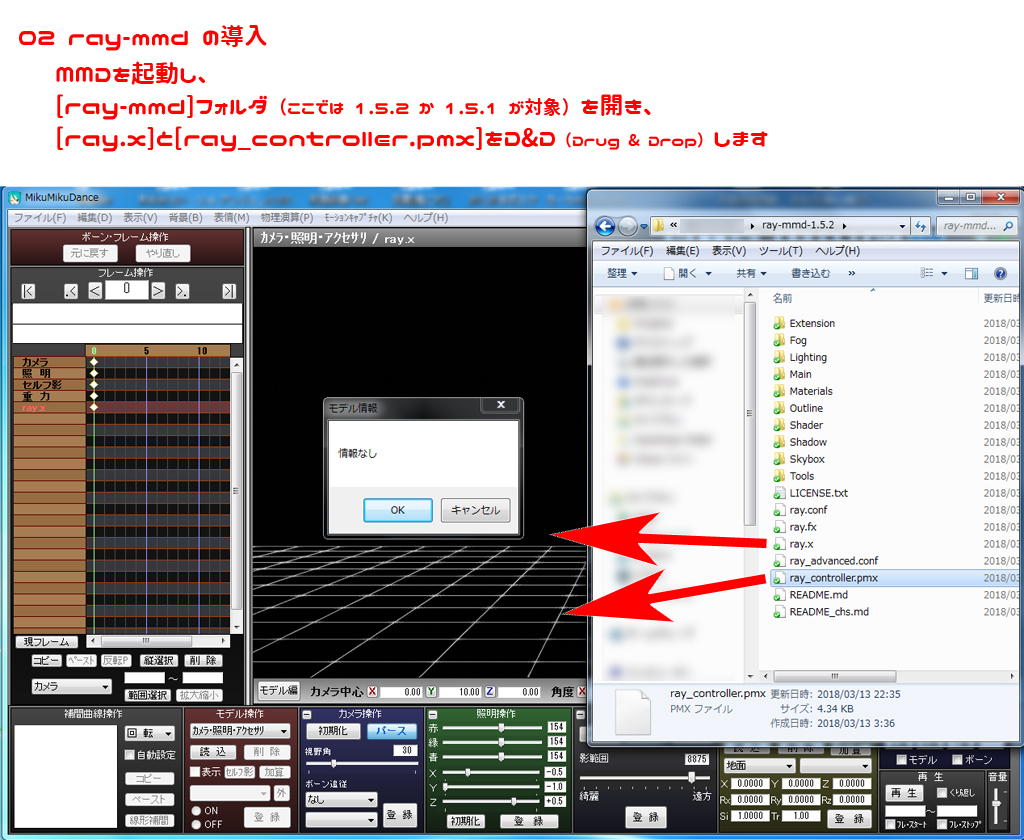 02 ray-mmd の導入
MMDを起動し、
[ray-mmd]フォルダ（ここでは 1.5.2 か 1.5.1 が対象）を開き、
[ray.x]と[ray_controller.pmx]をD&D（Drug & Drop）します
MikuMikuDance
ファイル(F) 編集(D) 表示(V) 背景(B) 表情(M) 物理演算(P) ﾓｰｼｮﾝｷｬﾌﾟﾁｬ(K) ヘルプ(H)
ボーン・フレーム操作
元に戻す やり直し
フレーム操作
0
0 5 10
カメラ
照 明
セルフ影
重 力
ray.x
現フレーム
コピー ペースト 反転P 縦選択 削 除
カメラ ～
範囲選択 拡大縮小
カメラ・照明・アクセサリ / ray.x
モデル情報
情報なし
OK キャンセル
モデル編 カメラ中心 X 0.00 Y 10.00 Z 0.00 角度 X
« ray-mmd-1.5.2 ray-mmd...
ファイル(F) 編集(E) 表示(V) ツール(T) ヘルプ(H)
整理 開く 共有 書き込む »
名前 更新日時
Extension 2018/03
Fog 2018/03
Lighting 2018/03
Main 2018/03
Materials 2018/03
Outline 2018/03
Shader 2018/03
Shadow 2018/03
Skybox 2018/03
Tools 2018/03
LICENSE.txt 2018/03
ray.conf 2018/03
ray.fx 2018/03
ray.x 2018/03
ray_advanced.conf 2018/03
ray_controller.pmx 2018/03
README.md 2018/03
README_chs.md 2018/03
ray_controller.pmx 更新日時: 2018/03/13 22:35
PMX ファイル サイズ: 4.34 KB
作成日時: 2018/03/13 3:36
補間曲線操作
回 転
自動設定
コピー
ペースト
線形補間
モデル操作
カメラ・照明・アクセサリ
読 込 削 除
表示 セルフ影 加算
外
ON
OFF
登 録
カメラ操作
初期化 パース
視野角 30
ボーン追従
なし
登 録
照明操作
赤 154
緑 154
青 154
X -0.5
Y -1.0
Z +0.5
初期化 登 録
影範囲 8875
綺麗 遠方
登 録
読 込 削 除 加算
地面
X 0.0000 Y 0.0000 Z 0.0000
Rx 0.0000 Ry 0.0000 Rz 0.0000
Si 1.0000 Tr 1.00 登 録
モデル ボーン
再 生
再 生 くり返し
～
フレ・スタート フレ・ストップ
音量